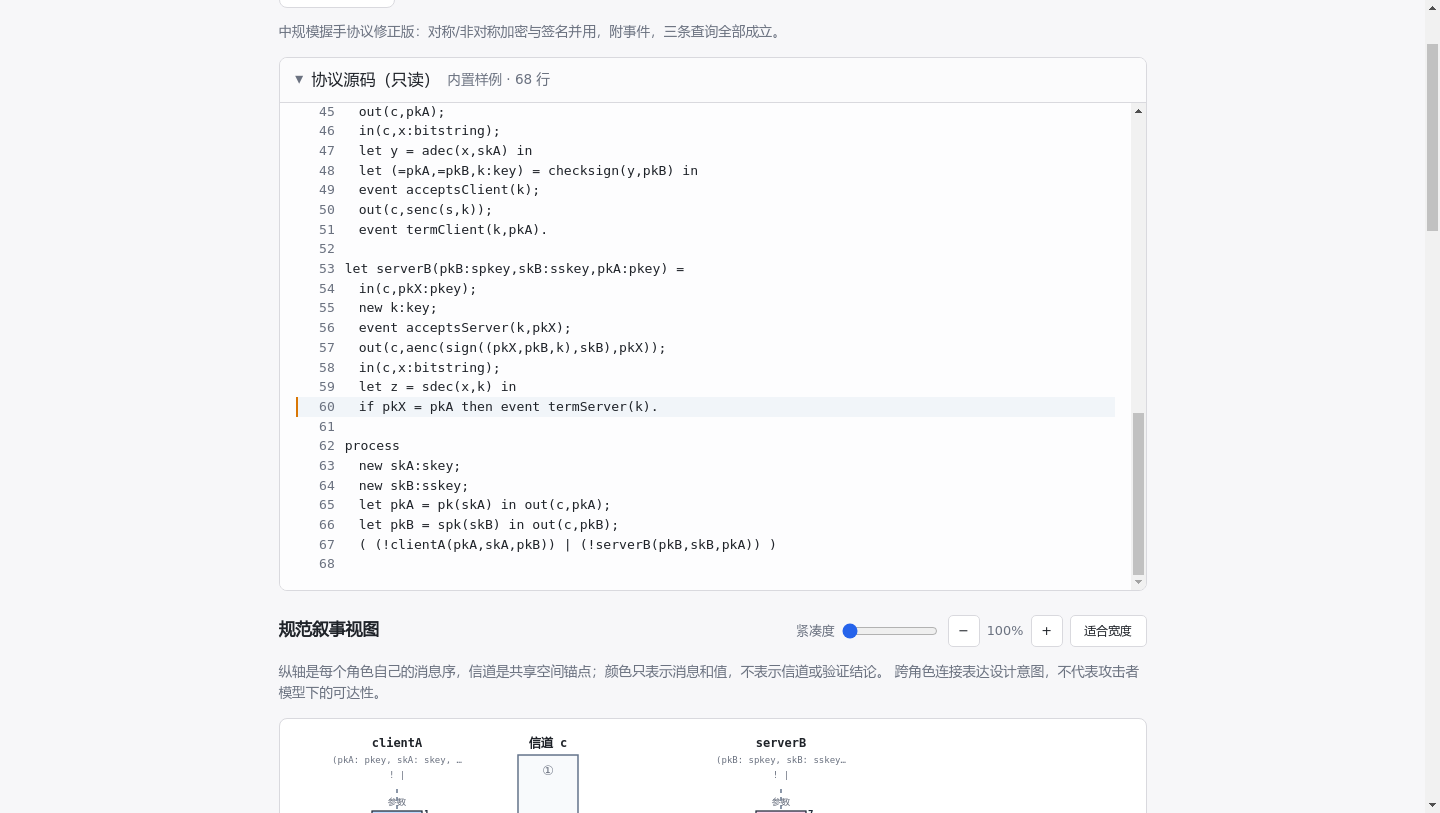 中规模握手协议修正版：对称/非对称加密与签名并用，附事件，三条查询全部成立。
▼ 协议源码（只读） 内置样例 · 68 行
45 out(c,pkA);
46 in(c,x:bitstring);
47 let y = adec(x,skA) in
48 let (=pkA,=pkB,k:key) = checksign(y,pkB) in
49 event acceptsClient(k);
50 out(c,senc(s,k));
51 event termClient(k,pkA).
52
53 let serverB(pkB:spkey,skB:sskey,pkA:pkey) =
54 in(c,pkX:pkey);
55 new k:key;
56 event acceptsServer(k,pkX);
57 out(c,aenc(sign((pkX,pkB,k),skB),pkX));
58 in(c,x:bitstring);
59 let z = sdec(x,k) in
60 if pkX = pkA then event termServer(k).
61
62 process
63 new skA:skey;
64 new skB:sskey;
65 let pkA = pk(skA) in out(c,pkA);
66 let pkB = spk(skB) in out(c,pkB);
67 ( (!clientA(pkA,skA,pkB)) | (!serverB(pkB,skB,pkA)) )
68
规范叙事视图 紧凑度 − 100% + 适合宽度
纵轴是每个角色自己的消息序，信道是共享空间锚点；颜色只表示消息和值，不表示信道或验证结论。 跨角色连接表达设计意图，不代表攻击者
模型下的可达性。
clientA 信道 c serverB
(pkA: pkey, skA: skey, … (pkB: spkey, skB: sskey…
! | ① ! |
参数 参数